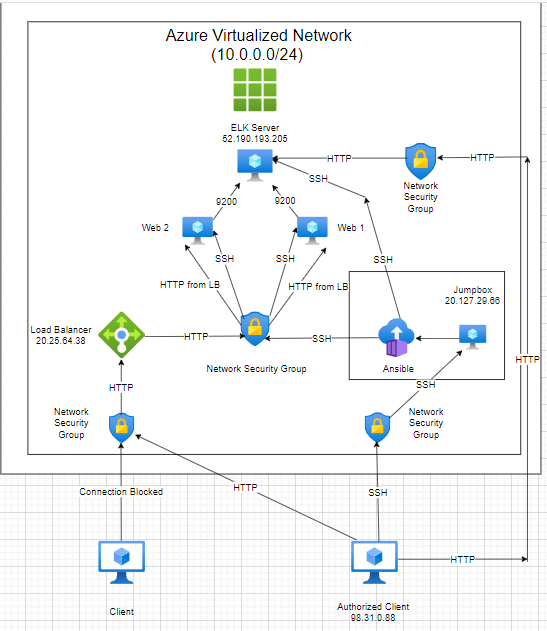 Azure Virtualized Network
(10.0.0.0/24)
ELK Server
52.190.193.205
HTTP
HTTP
SSH
Network
Security
Group
9200
9200
Web 2
Web 1
SSH
SSH
SSH
HTTP from LB
HTTP from LB
Jumpbox
20.127.29.66
Load Balancer
20.25.64.38
HTTP
SSH
Network Security Group
Ansible
HTTP
HTTP
SSH
Network
Security
Group
Network
Security
Group
Connection Blocked
HTTP
SSH
HTTP
Client
Authorized Client
98.31.0.88